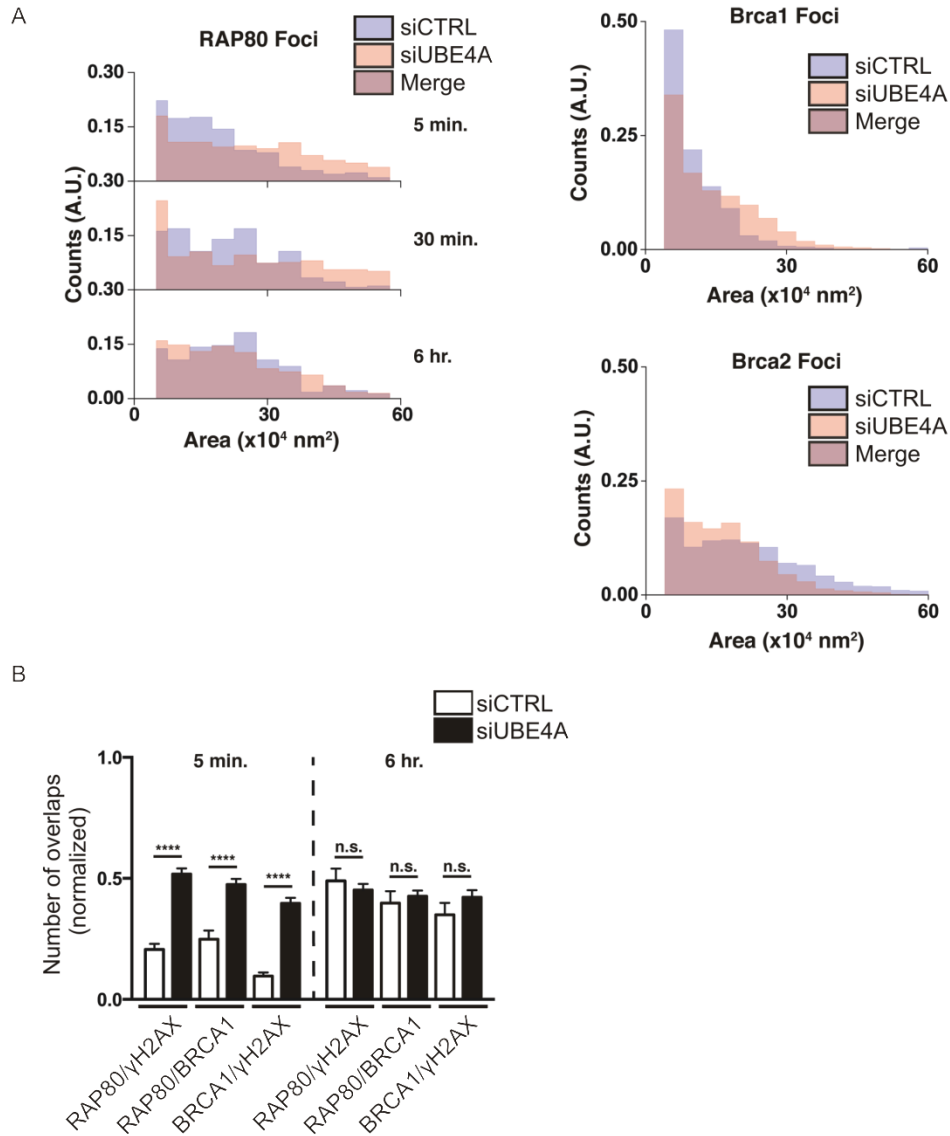 A
RAP80 Foci
siCTRL
siUBE4A
Merge
0.30
0.15
5 min.
0.30
0.15
30 min.
0.30
0.15
6 hr.
0.00
0 30 60
Counts (A.U.)
Area (x10⁴ nm²)
Brca1 Foci
siCTRL
siUBE4A
Merge
0.50
0.25
0.00
0 30 60
Counts (A.U.)
Area (x10⁴ nm²)
Brca2 Foci
siCTRL
siUBE4A
Merge
0.50
0.25
0.00
0 30 60
Counts (A.U.)
Area (x10⁴ nm²)
B
siCTRL
siUBE4A
Number of overlaps
(normalized)
1.0
0.5
0.0
5 min. 6 hr.
**** **** **** n.s. n.s. n.s.
RAP80/γH2AX
RAP80/BRCA1
BRCA1/γH2AX
RAP80/γH2AX
RAP80/BRCA1
BRCA1/γH2AX